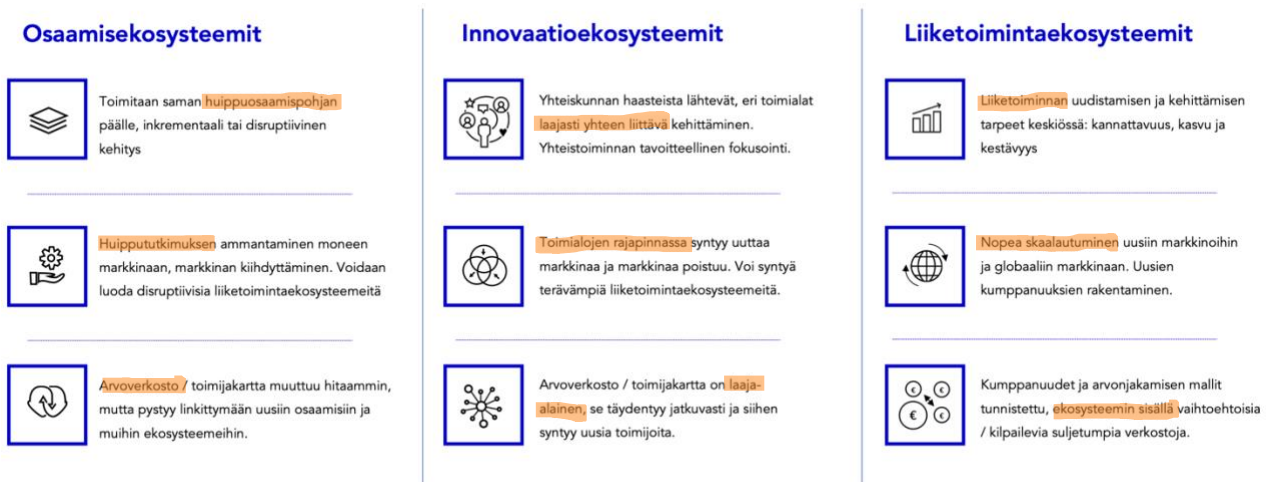 Osaamisekosysteemit
Toimitaan saman huippuosaamispohjan
päälle, inkrementaali tai disruptiivinen
kehitys
Huipputukimuksen ammantaminen moneen
markkinaan, markkinan kiihdyttäminen. Voidaan
luoda disruptiivisia liiketoimintaekosysteemeitä
Arvoverkosto / toimijakartta muuttuu hitaammin,
mutta pystyy linkittymään uusiin osaamisiin ja
muihin ekosysteemeihin.
Innovaatioekosysteemit
Yhteiskunnan haasteista lähtevät, eri toimialat
laajasti yhteen liittävä kehittäminen.
Yhteistoiminnan tavoitteellinen fokusointi.
Toimialojen rajapinnassa syntyy uuttaa
markkinaa ja markkinaa poistuu. Voi syntyä
terävämpiä liiketoimintaekosysteemeitä.
Arvoverkosto / toimijakartta on laaja-
alainen, se täydentyy jatkuvasti ja siihen
syntyy uusia toimijoita.
Liiketoimintaekosysteemit
Liiketoiminnan uudistamisen ja kehittämisen
tarpeet keskiössä: kannattavuus, kasvu ja
kestävyys
Nopea skaalautuminen uusiin markkinoihin
ja globaaliin markkinaan. Uusien
kumppanuuksien rakentaminen.
€
€
€
€
Kumppanuudet ja arvonjakamisen mallit
tunnistettu, ekosysteemin sisällä vaihtoehtoisia
/ kilpailevia suljetumpia verkostoja.